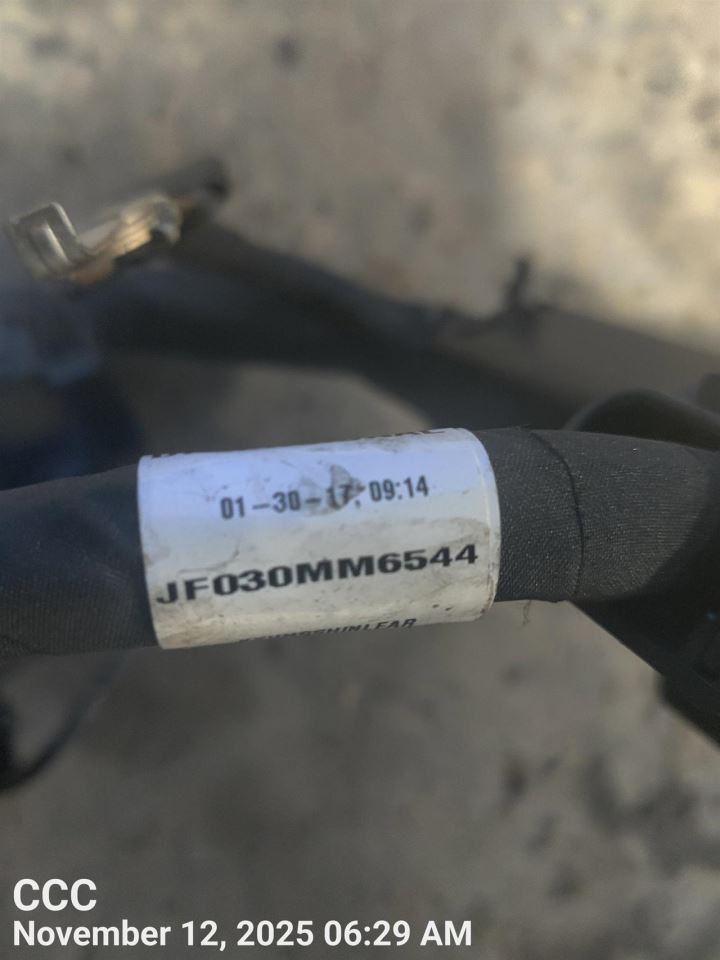 01-30-17, 09:14
JF030MM6544
CCC
November 12, 2025 06:29 AM